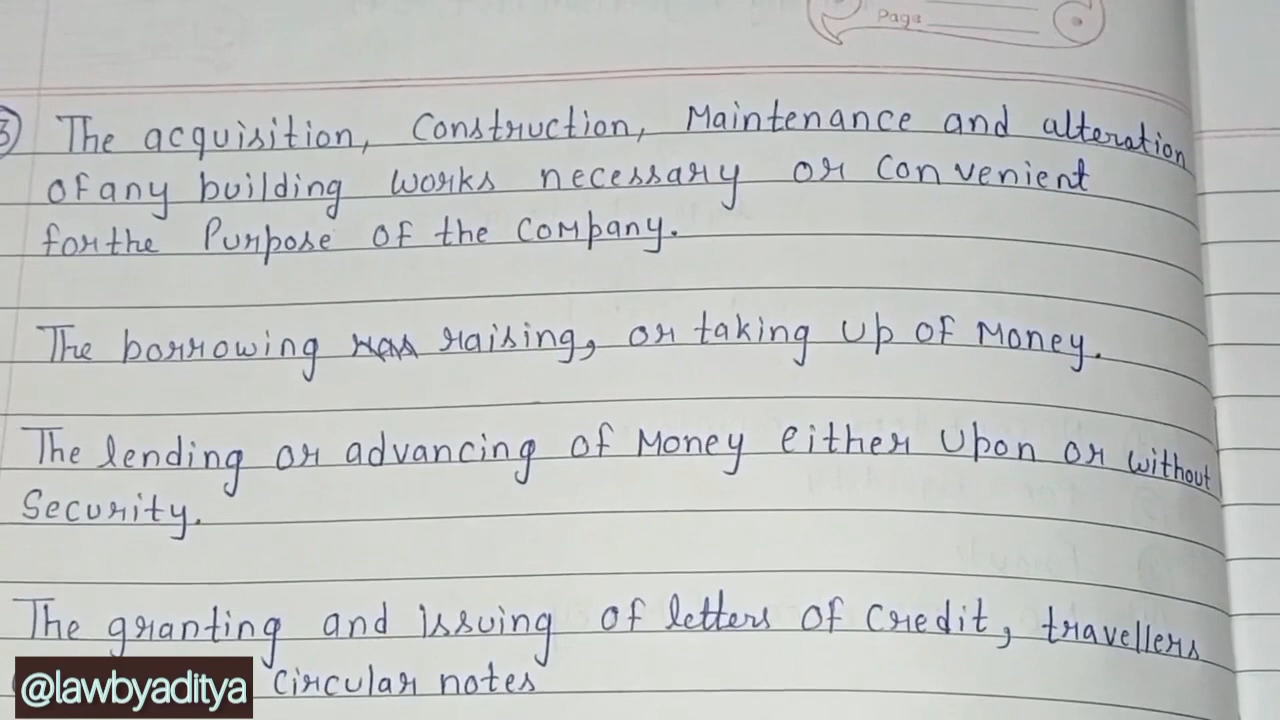 Page
3 The acquisition, Construction, Maintenance and alteration
of any building works necessary or convenient
for the Purpose of the company.
The borrowing raising, or taking up of Money.
The lending or advancing of Money either Upon or without
Security.
The granting and issuing of letters of credit, travellers
@lawbyaditya circular notes